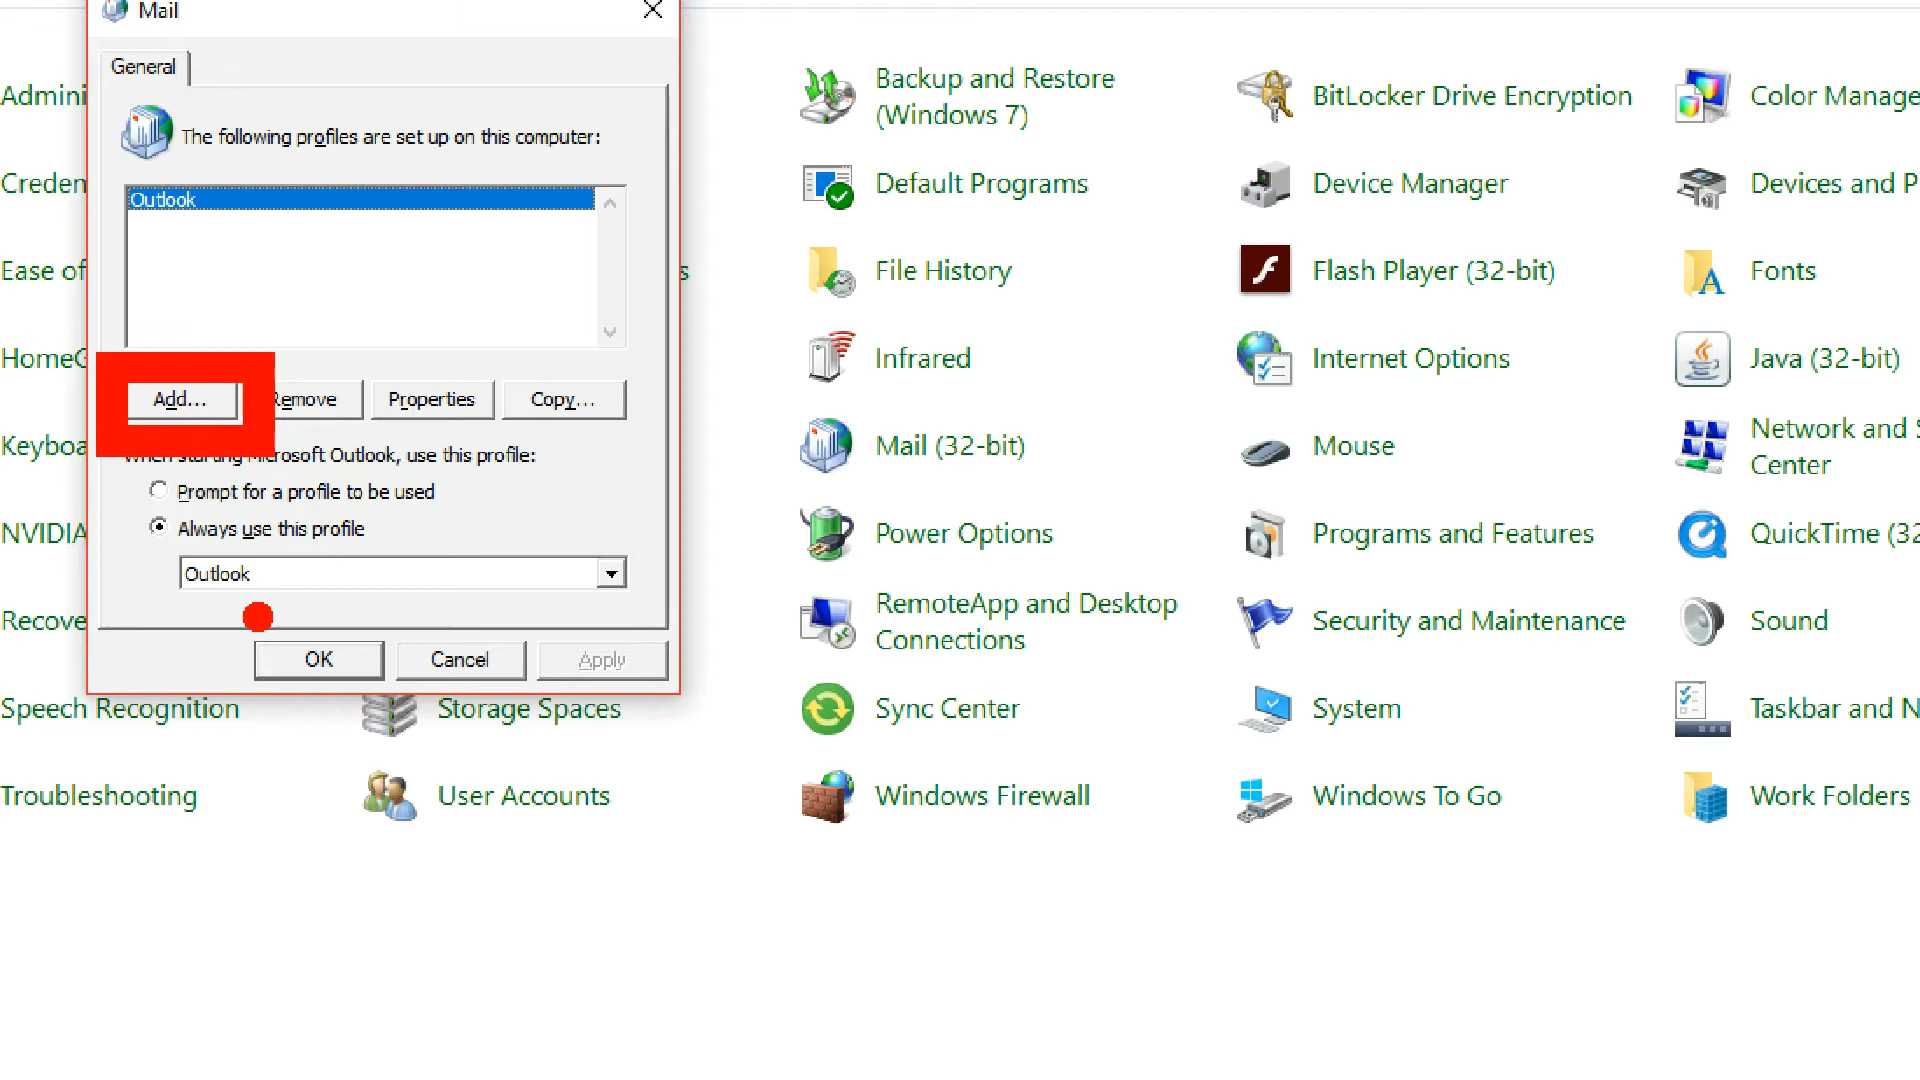 Mail
General
The following profiles are set up on this computer:
Outlook
Add...
Remove
Properties
Copy...
When starting Microsoft Outlook, use this profile:
Prompt for a profile to be used
Always use this profile
Outlook
OK
Cancel
Apply
Admini
Creden
Ease of
s
HomeG
Keyboa
NVIDIA
Recove
Speech Recognition
Storage Spaces
Troubleshooting
User Accounts
Backup and Restore
(Windows 7)
BitLocker Drive Encryption
Color Manage
Default Programs
Device Manager
Devices and P
File History
Flash Player (32-bit)
Fonts
Infrared
Internet Options
Java (32-bit)
Mail (32-bit)
Mouse
Network and S
Center
Power Options
Programs and Features
QuickTime (32
RemoteApp and Desktop
Connections
Security and Maintenance
Sound
Sync Center
System
Taskbar and N
Windows Firewall
Windows To Go
Work Folders